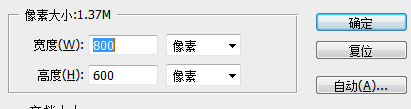 像素大小:1.37M
宽度(W): 800 像素
高度(H): 600 像素
确定
复位
自动(A)...